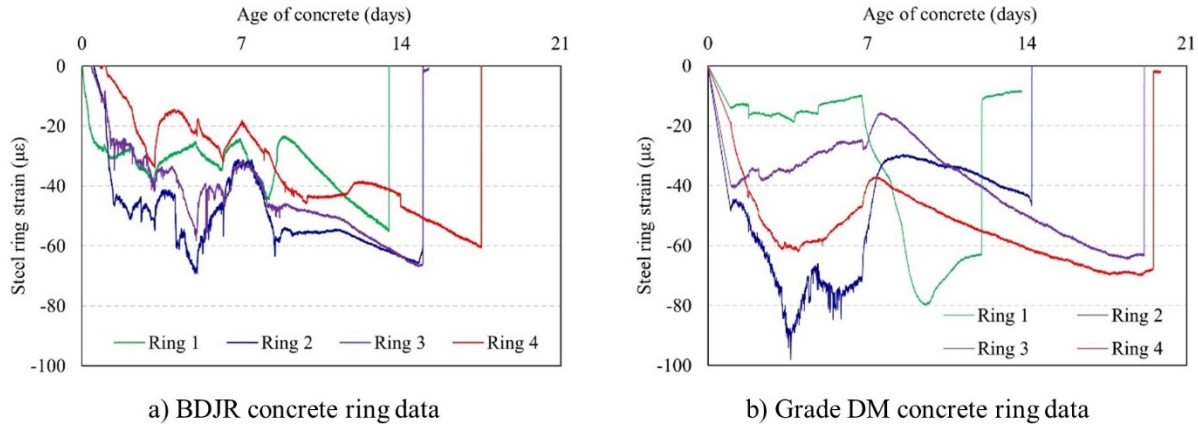 Age of concrete (days)
0 7 14 21
0
-20
-40
-60
-80
-100
Steel ring strain (με)
Ring 1 Ring 2 Ring 3 Ring 4
a) BDJR concrete ring data
Age of concrete (days)
0 7 14 21
0
-20
-40
-60
-80
-100
Steel ring strain (με)
Ring 1 Ring 2
Ring 3 Ring 4
b) Grade DM concrete ring data